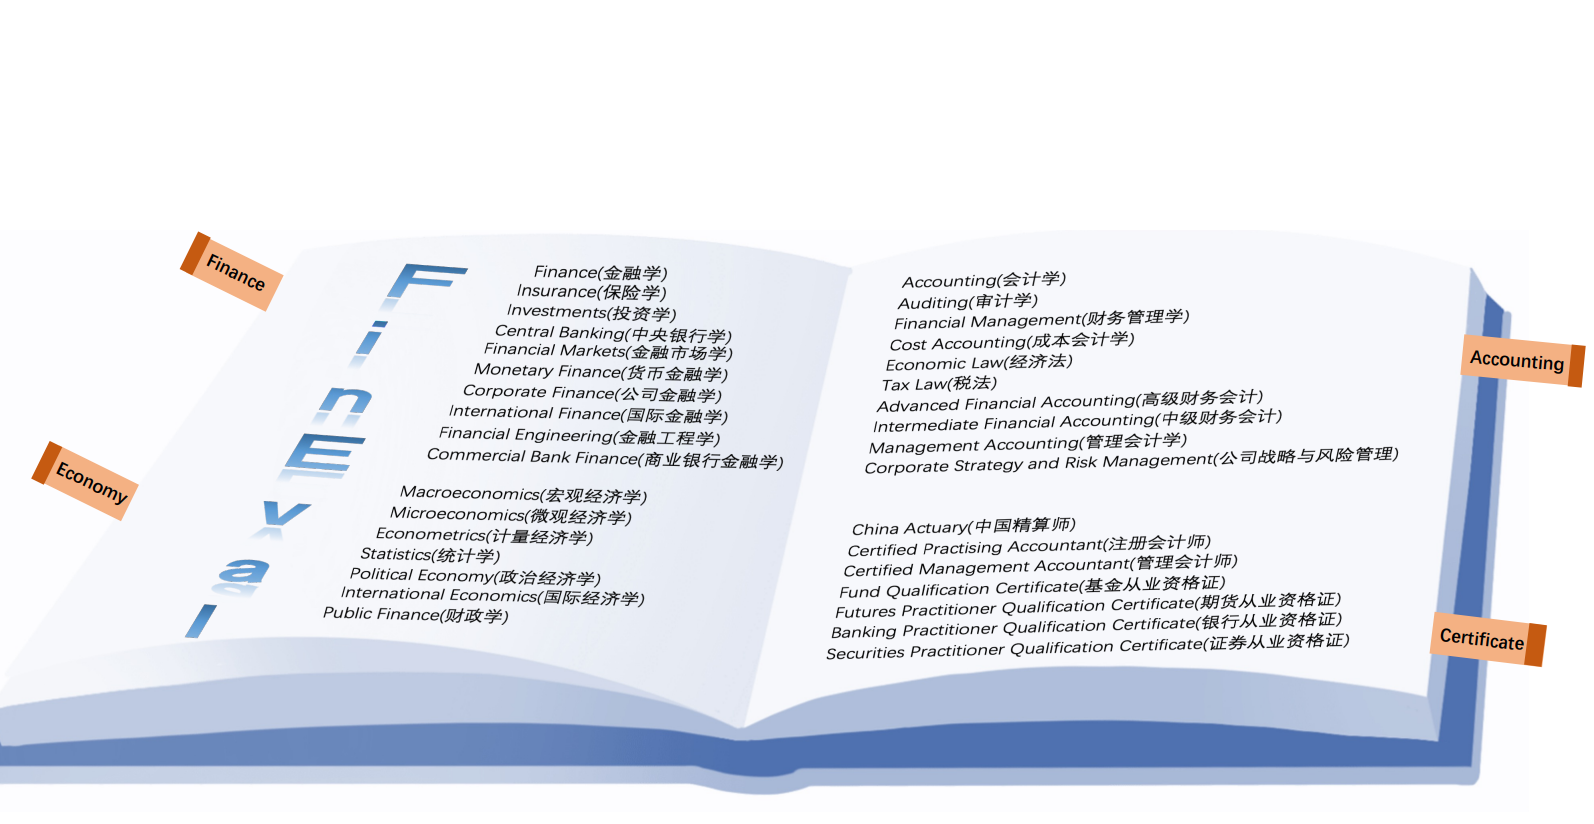 FinEval
Finance
Finance(金融学)
Insurance(保险学)
Investments(投资学)
Central Banking(中央银行学)
Financial Markets(金融市场学)
Monetary Finance(货币金融学)
Corporate Finance(公司金融学)
International Finance(国际金融学)
Financial Engineering(金融工程学)
Commercial Bank Finance(商业银行金融学)
Economy
Macroeconomics(宏观经济学)
Microeconomics(微观经济学)
Econometrics(计量经济学)
Statistics(统计学)
Political Economy(政治经济学)
International Economics(国际经济学)
Public Finance(财政学)
Accounting
Accounting(会计学)
Auditing(审计学)
Financial Management(财务管理学)
Cost Accounting(成本会计学)
Economic Law(经济法)
Tax Law(税法)
Advanced Financial Accounting(高级财务会计)
Intermediate Financial Accounting(中级财务会计)
Management Accounting(管理会计学)
Corporate Strategy and Risk Management(公司战略与风险管理)
Certificate
China Actuary(中国精算师)
Certified Practising Accountant(注册会计师)
Certified Management Accountant(管理会计师)
Fund Qualification Certificate(基金从业资格证)
Futures Practitioner Qualification Certificate(期货从业资格证)
Banking Practitioner Qualification Certificate(银行从业资格证)
Securities Practitioner Qualification Certificate(证券从业资格证)